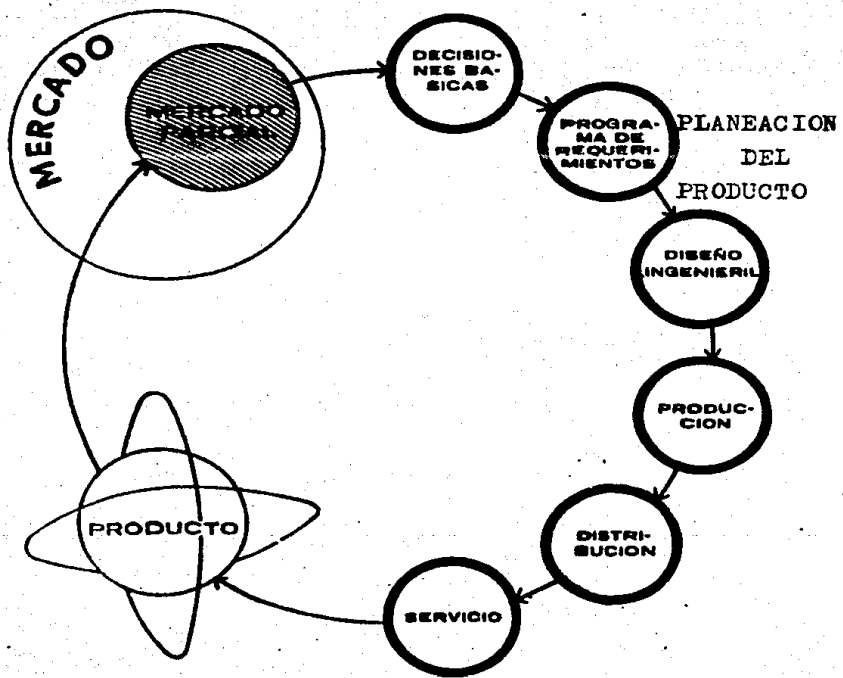 MERCADO
MERCADO
PARCIAL
DECISIO-
NES BA-
SICAS
PROGRA-
MA DE
REQUERI-
MIENTOS
PLANEACION
DEL
PRODUCTO
DISEÑO
INGENIERIL
PRODUC-
CION
DISTRI-
BUCION
SERVICIO
PRODUCTO